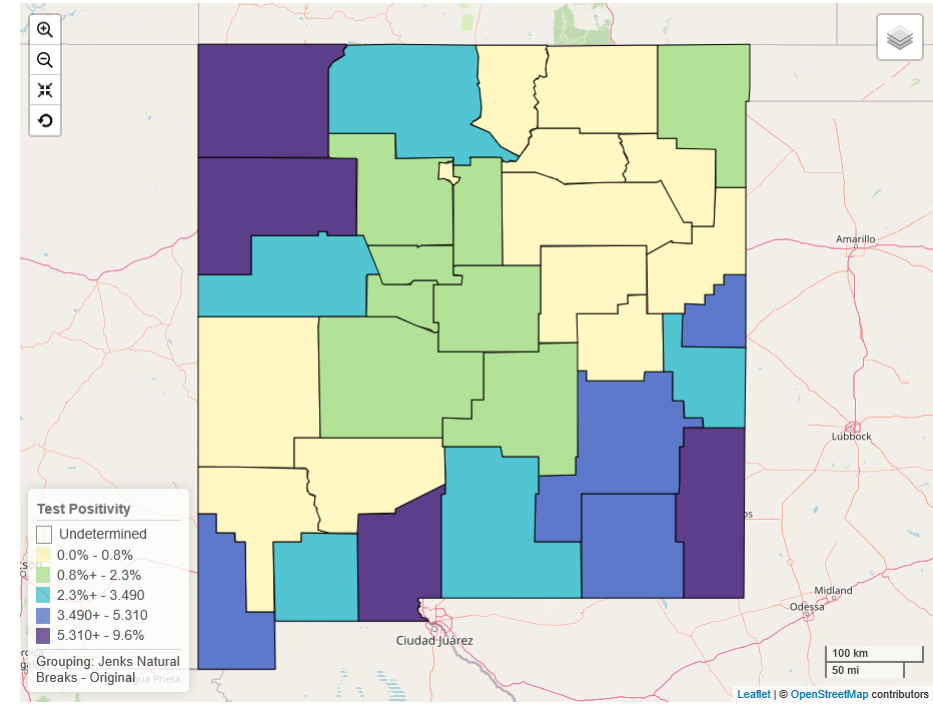 Amarillo
Lubbock
Test Positivity
Undetermined
0.0% - 0.8%
0.8%+ - 2.3%
2.3%+ - 3.490
3.490+ - 5.310
5.310+ - 9.6%
Grouping: Jenks Natural
Breaks - Original
Midland
Odessa
Ciudad Juárez
gua Prieta
100 km
50 mi
Leaflet | © OpenStreetMap contributors